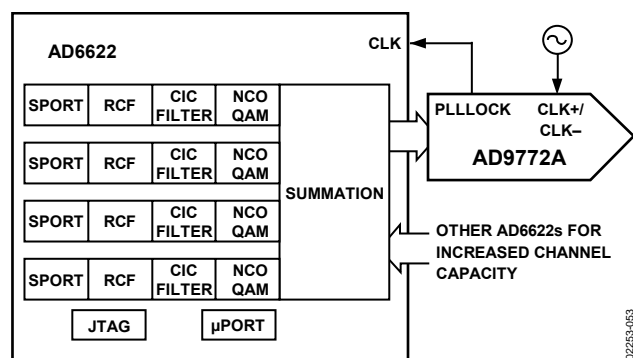 AD6622
CLK
SPORT
RCF
CIC
FILTER
NCO
QAM
SPORT
RCF
CIC
FILTER
NCO
QAM
SPORT
RCF
CIC
FILTER
NCO
QAM
SPORT
RCF
CIC
FILTER
NCO
QAM
SUMMATION
JTAG
µPORT
PLLLOCK
CLK+/
CLK–
AD9772A
OTHER AD6622s FOR
INCREASED CHANNEL
CAPACITY
02253-053